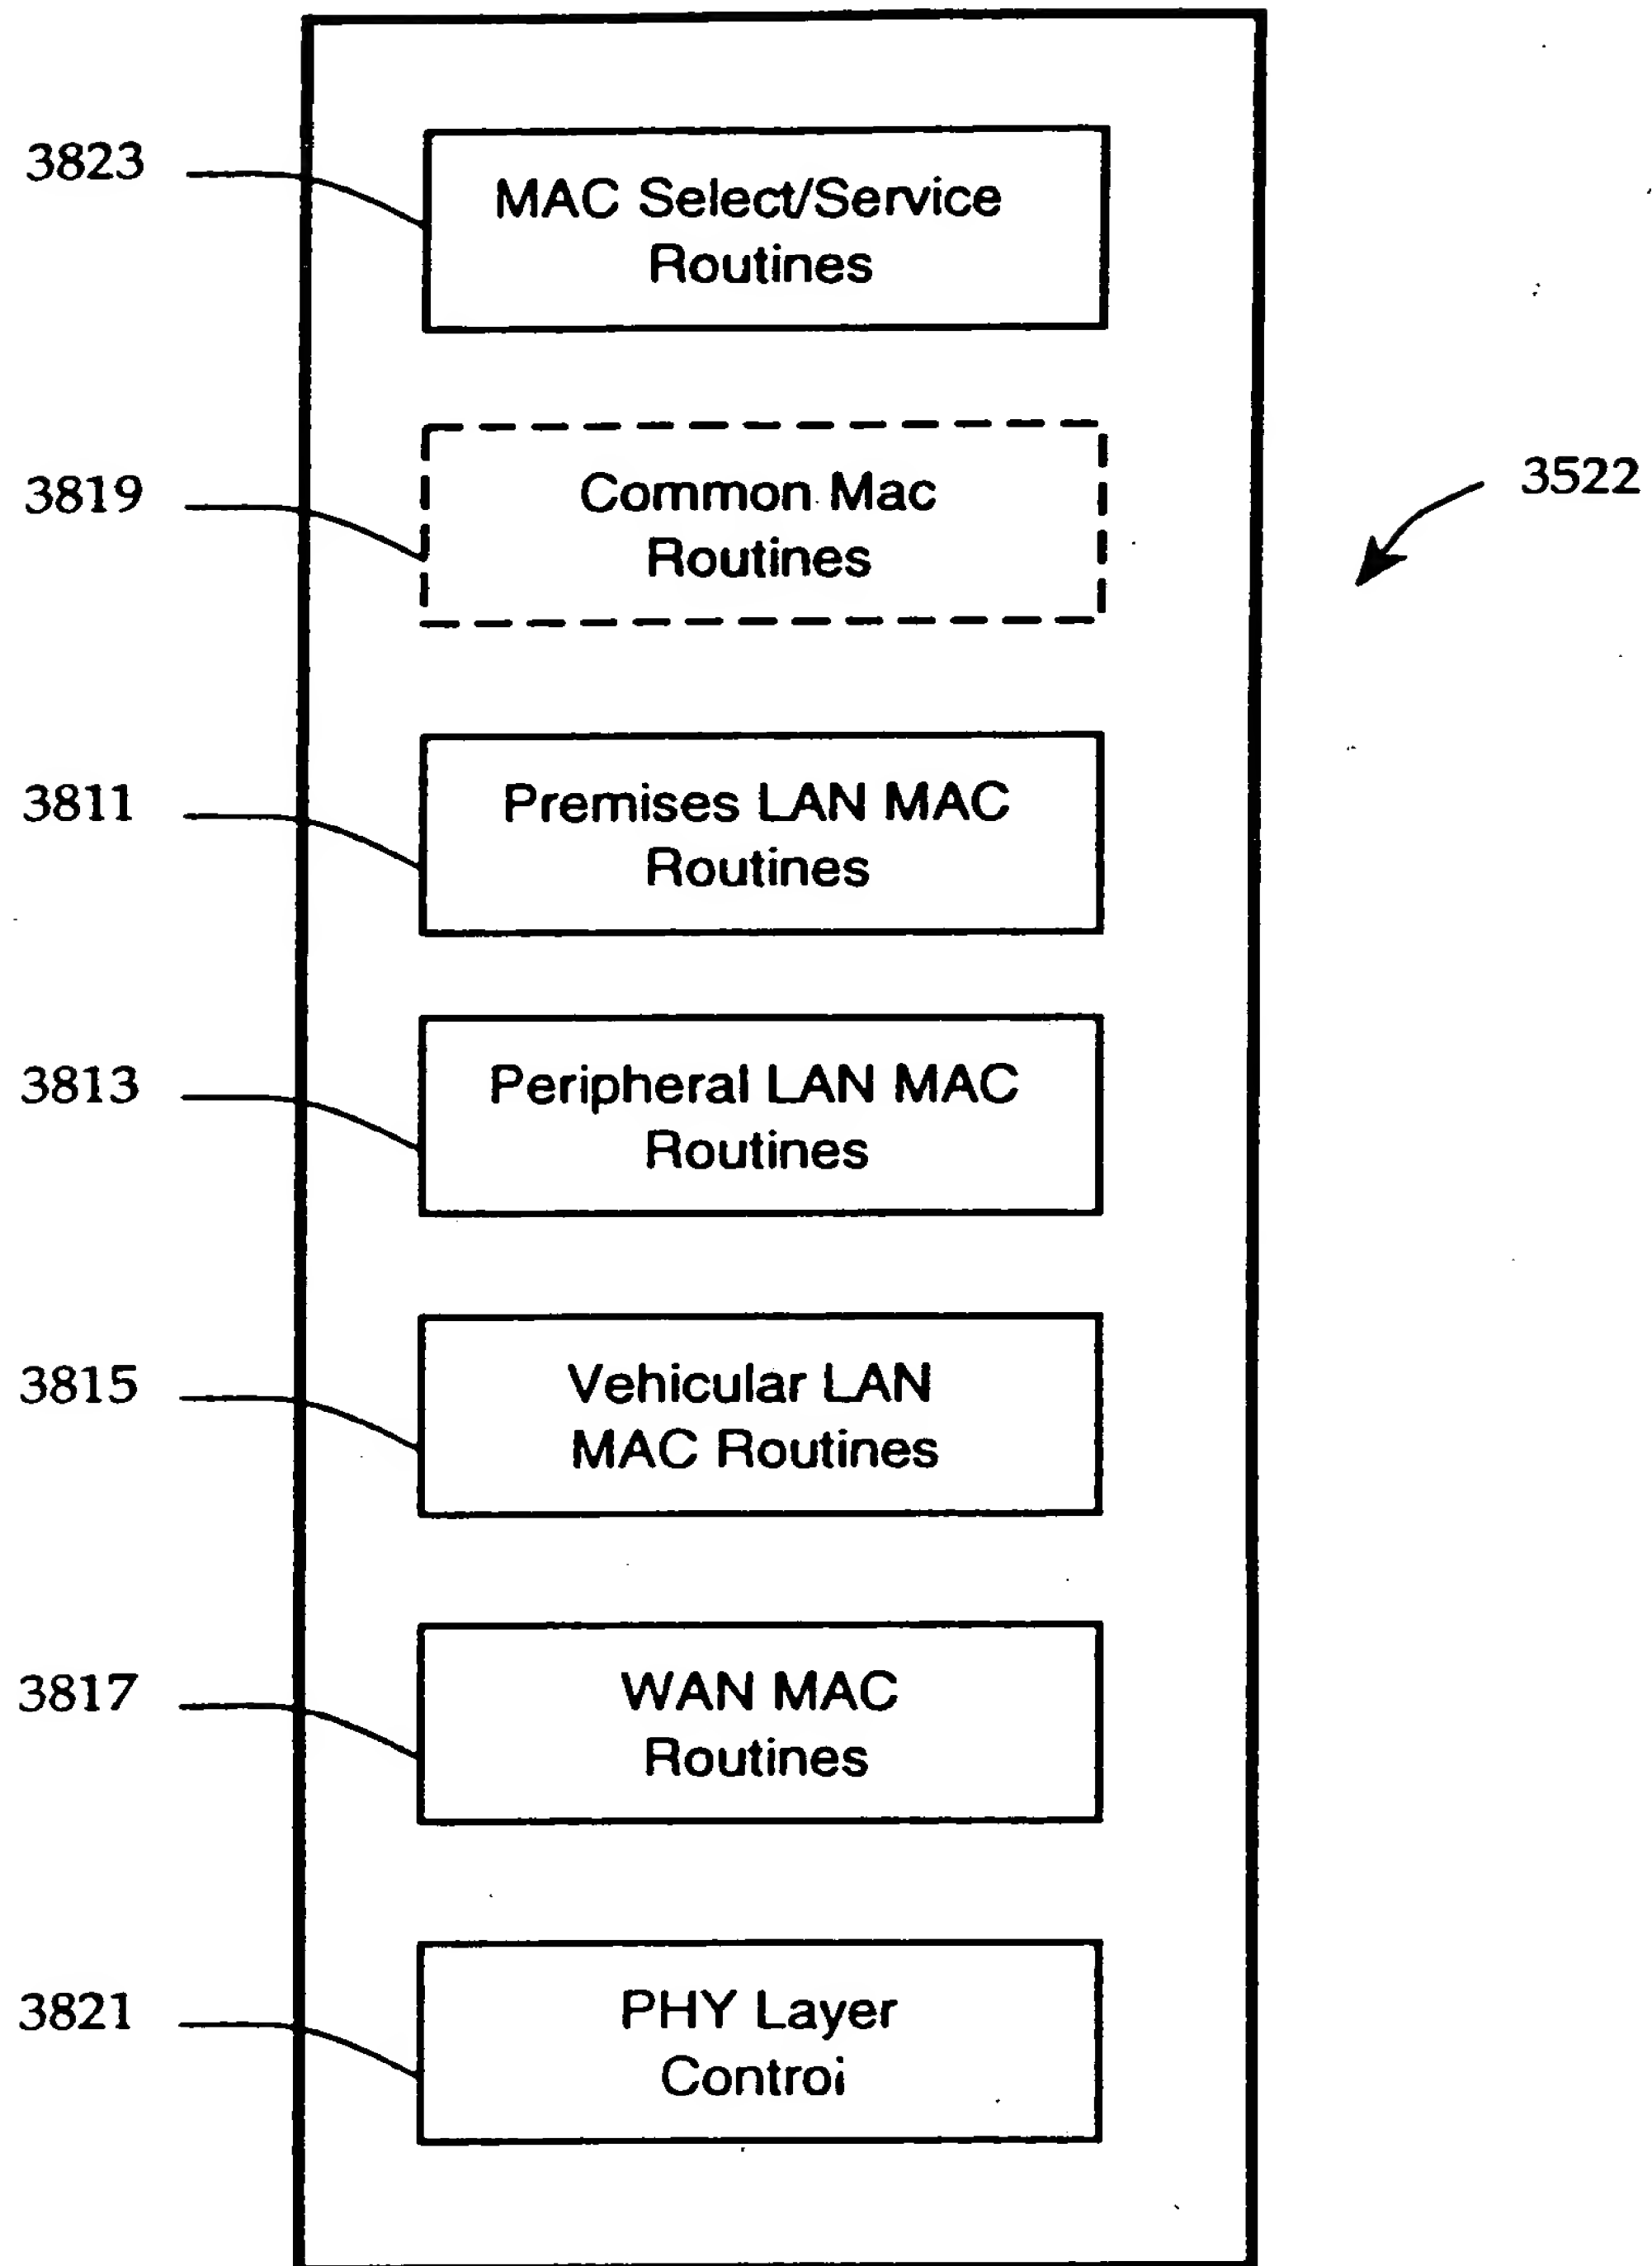 3823
MAC Select/Service
Routines
3819
Common Mac
Routines
3522
3811
Premises LAN MAC
Routines
3813
Peripheral LAN MAC
Routines
3815
Vehicular LAN
MAC Routines
3817
WAN MAC
Routines
3821
PHY Layer
Controi